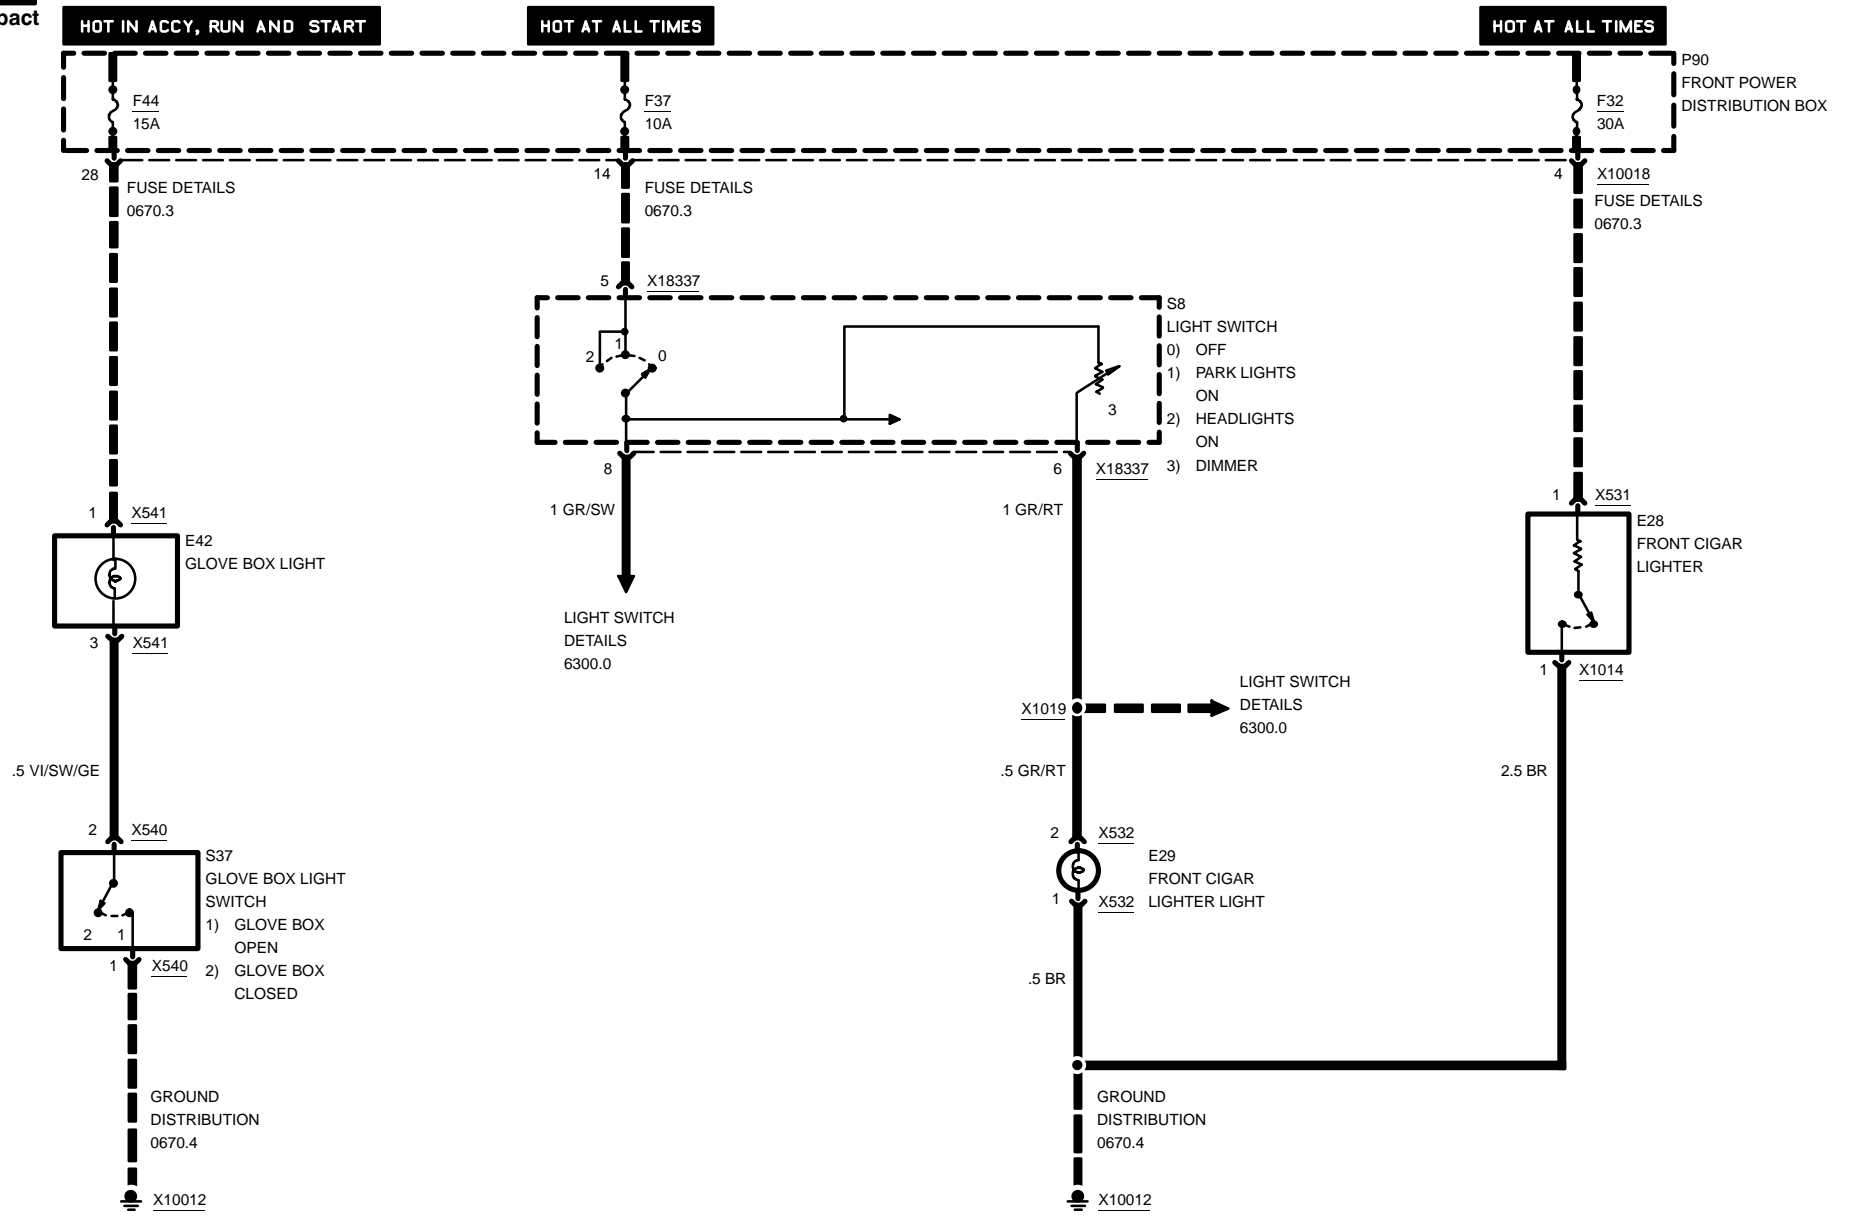 pact
HOT IN ACCY, RUN AND START
HOT AT ALL TIMES
HOT AT ALL TIMES
P90
FRONT POWER
DISTRIBUTION BOX
F44
15A
F37
10A
F32
30A
28
FUSE DETAILS
0670.3
14
FUSE DETAILS
0670.3
4
X10018
FUSE DETAILS
0670.3
5
X18337
S8
LIGHT SWITCH
0) OFF
1) PARK LIGHTS
ON
2) HEADLIGHTS
ON
3) DIMMER
2
1
0
3
8
6
X18337
1 GR/SW
1 GR/RT
LIGHT SWITCH
DETAILS
6300.0
1
X541
E42
GLOVE BOX LIGHT
3
X541
1
X531
E28
FRONT CIGAR
LIGHTER
1
X1014
X1019
LIGHT SWITCH
DETAILS
6300.0
.5 VI/SW/GE
.5 GR/RT
2.5 BR
2
X540
S37
GLOVE BOX LIGHT
SWITCH
1) GLOVE BOX
OPEN
2) GLOVE BOX
CLOSED
2
1
1
X540
2
X532
E29
FRONT CIGAR
LIGHTER LIGHT
1
X532
.5 BR
GROUND
DISTRIBUTION
0670.4
X10012
GROUND
DISTRIBUTION
0670.4
X10012